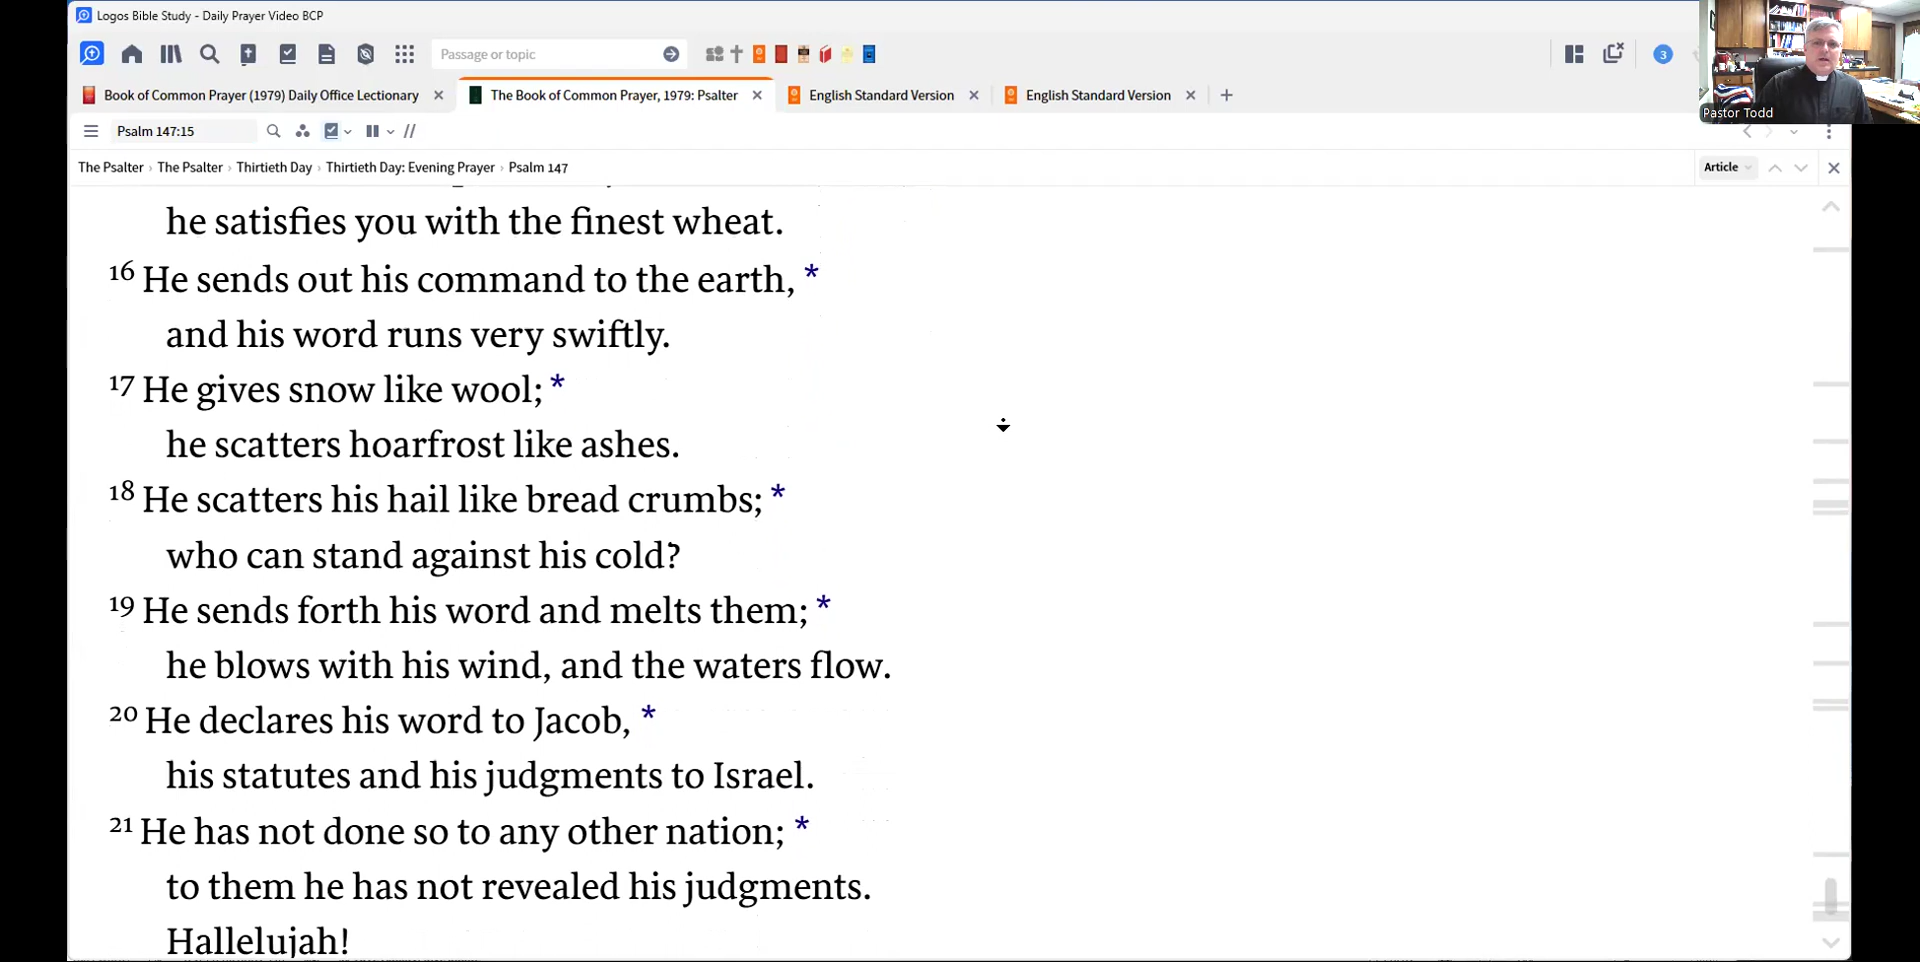 Logos Bible Study - Daily Prayer Video BCP
Passage or topic
3
Book of Common Prayer (1979) Daily Office Lectionary
The Book of Common Prayer, 1979: Psalter
English Standard Version
English Standard Version
Pastor Todd
Psalm 147:15
The Psalter › The Psalter › Thirtieth Day › Thirtieth Day: Evening Prayer › Psalm 147
Article
he satisfies you with the finest wheat.
16 He sends out his command to the earth, *
and his word runs very swiftly.
17 He gives snow like wool; *
he scatters hoarfrost like ashes.
18 He scatters his hail like bread crumbs; *
who can stand against his cold?
19 He sends forth his word and melts them; *
he blows with his wind, and the waters flow.
20 He declares his word to Jacob, *
his statutes and his judgments to Israel.
21 He has not done so to any other nation; *
to them he has not revealed his judgments.
Hallelujah!